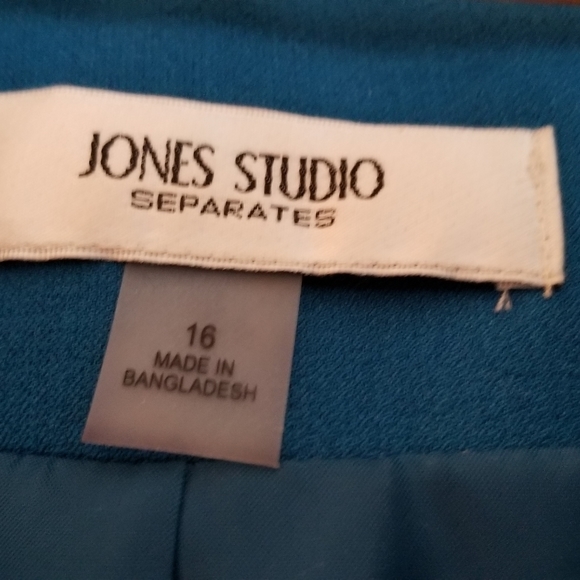 JONES STUDIO
SEPARATES
16
MADE IN
BANGLADESH